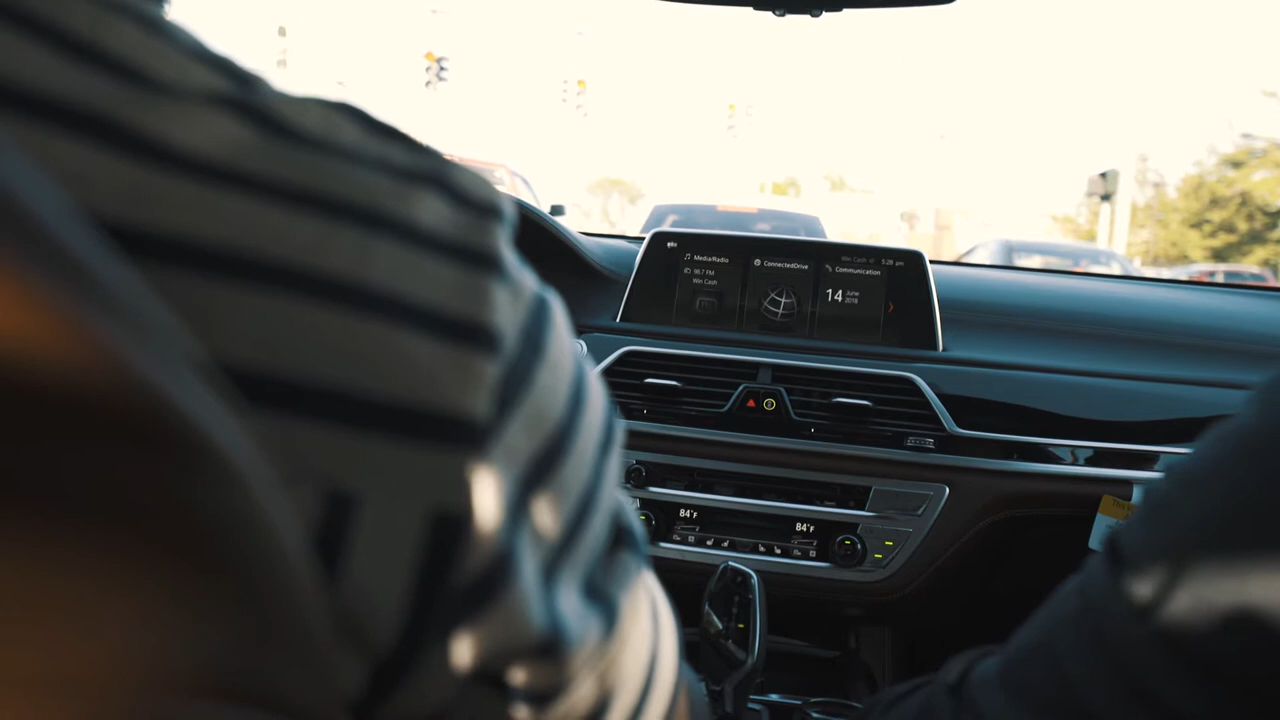 Win Cash 5:28 pm
Media/Radio
98.7 FM
Win Cash
ConnectedDrive
Communication
14 June
2018
84°F
84°F